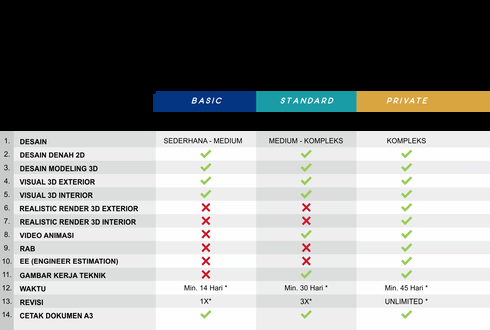 BASIC STANDARD PRIVATE
1. DESAIN SEDERHANA - MEDIUM MEDIUM - KOMPLEKS KOMPLEKS
2. DESAIN DENAH 2D
3. DESAIN MODELING 3D
4. VISUAL 3D EXTERIOR
5. VISUAL 3D INTERIOR
6. REALISTIC RENDER 3D EXTERIOR
7. REALISTIC RENDER 3D INTERIOR
8. VIDEO ANIMASI
9. RAB
10. EE (ENGINEER ESTIMATION)
11. GAMBAR KERJA TEKNIK
12. WAKTU Min. 14 Hari * Min. 30 Hari * Min. 45 Hari *
13. REVISI 1X* 3X* UNLIMITED *
14. CETAK DOKUMEN A3